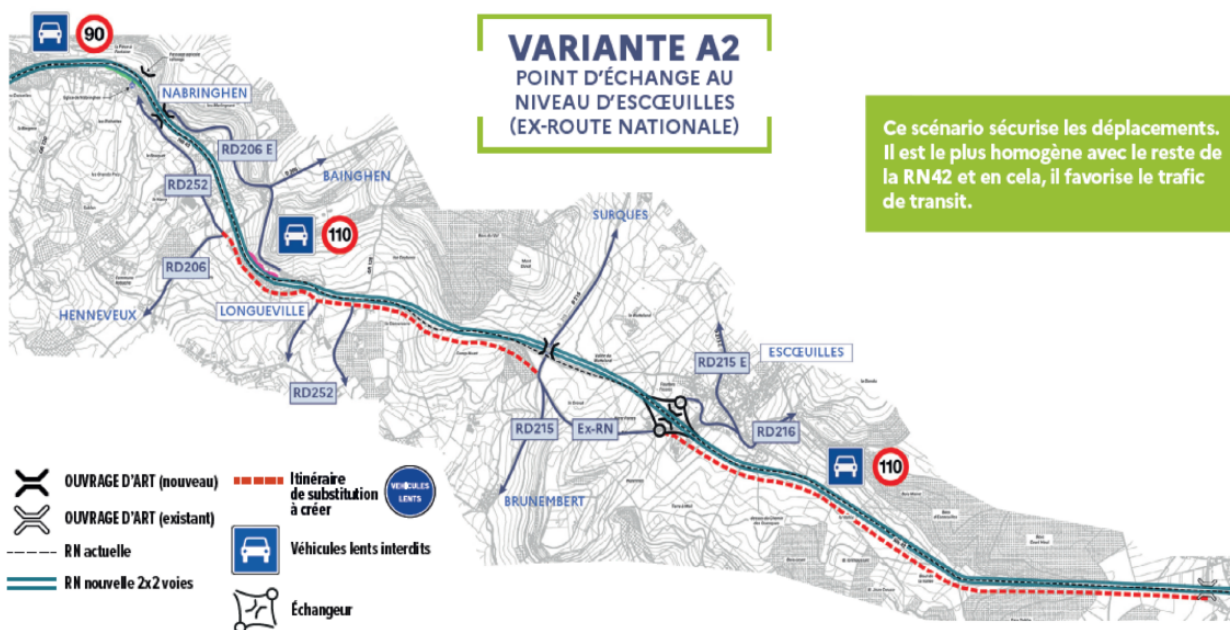 90
VARIANTE A2
POINT D'ÉCHANGE AU
NIVEAU D'ESCŒUILLES
(EX-ROUTE NATIONALE)
Ce scénario sécurise les déplacements.
Il est le plus homogène avec le reste de
la RN42 et en cela, il favorise le trafic
de transit.
NABRINGHEN
RD206 E
BAINGHEN
RD252
SURQUES
110
RD206
HENNEVEUX
LONGUEVILLE
RD252
RD215 E
ESCŒUILLES
RD215
Ex-RN
RD216
110
BRUNEMBERT
OUVRAGE D'ART (nouveau)
OUVRAGE D'ART (existant)
RN actuelle
RN nouvelle 2x2 voies
Itinéraire
de substitution
à créer
VÉHICULES
LENTS
Véhicules lents interdits
Échangeur